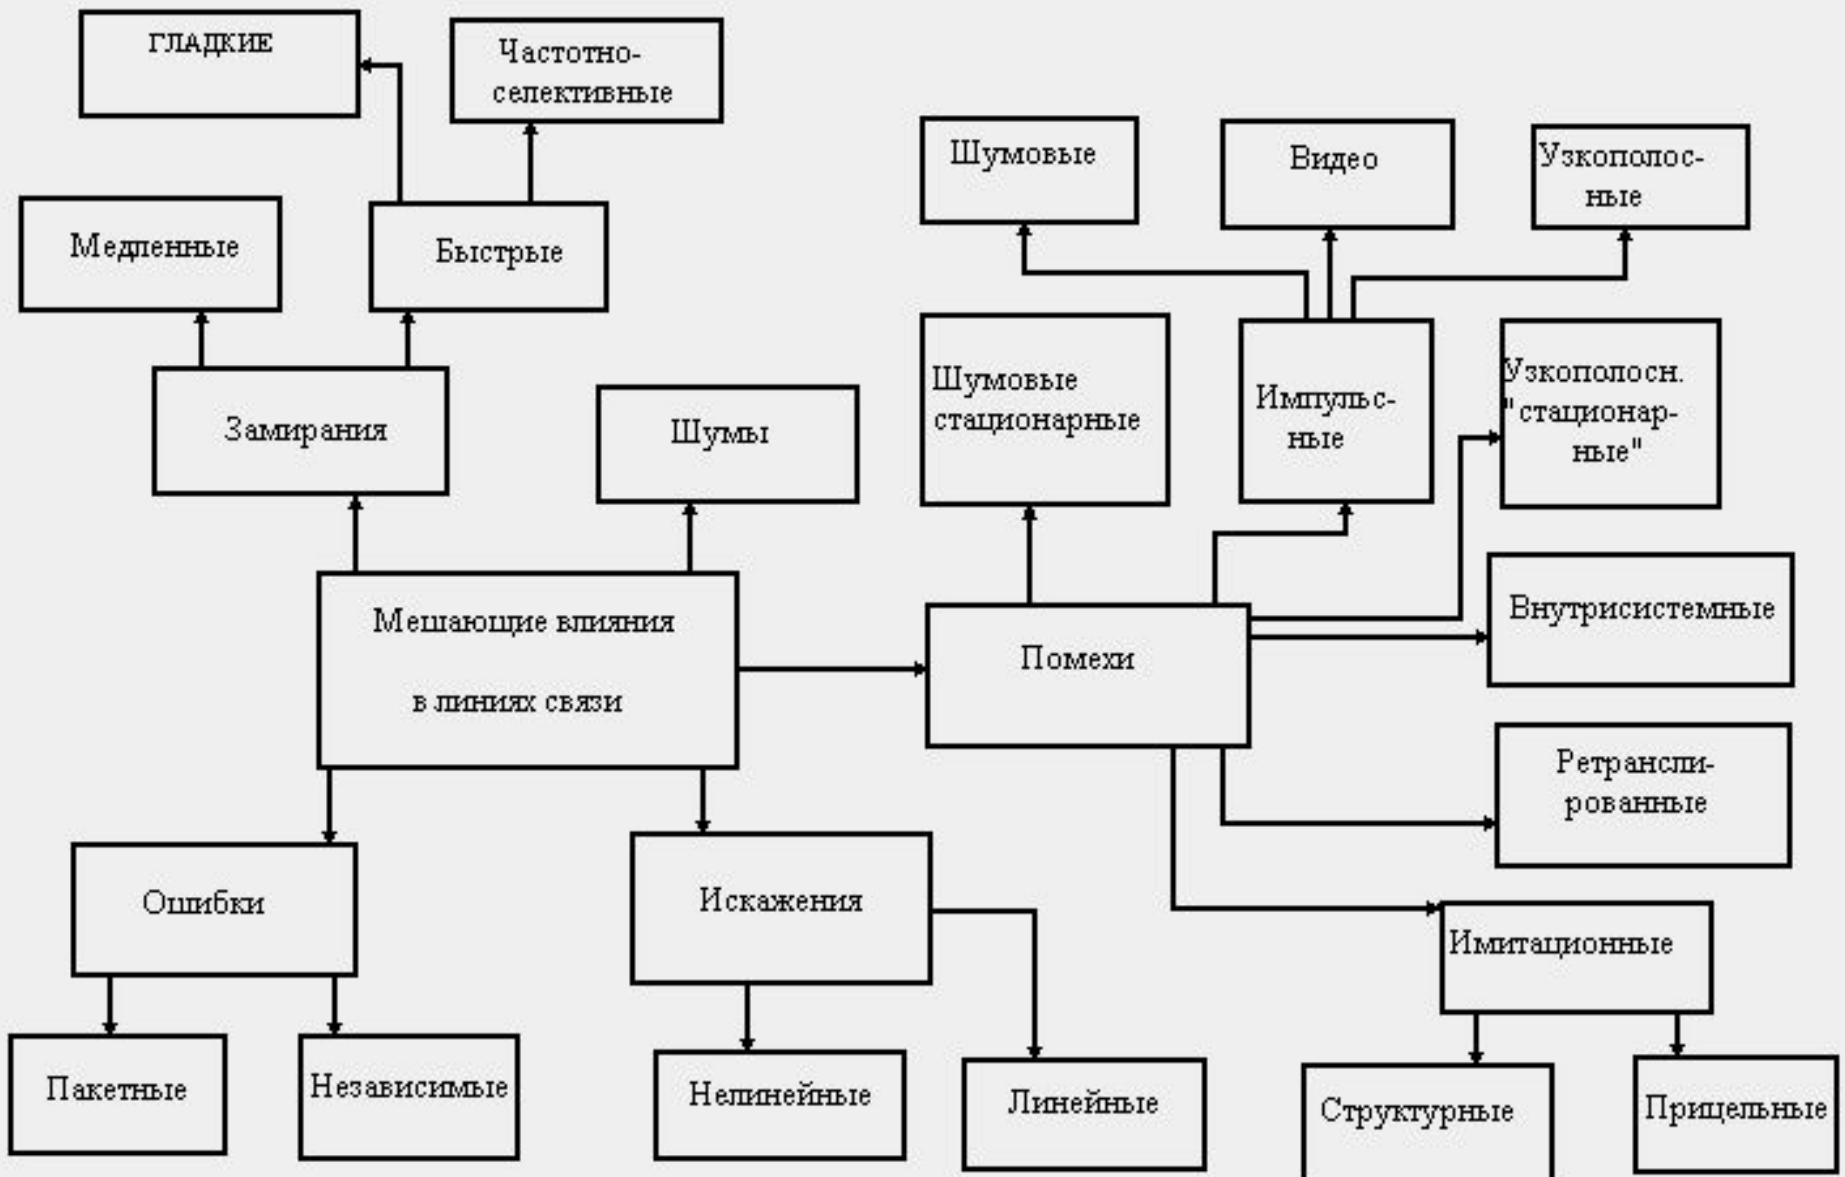 ГЛАДКИЕ
Частотно-
селективные
Шумовые
Видео
Узкополос-
ные
Медленные
Быстрые
Шумовые
стационарные
Импульс-
ные
Узкополосн.
"стационар-
ные"
Замирания
Шумы
Мешающие влияния
в линиях связи
Помехи
Внутрисистемные
Ретрансли-
рованные
Ошибки
Искажения
Имитационные
Пакетные
Независимые
Нелинейные
Линейные
Структурные
Прицельные